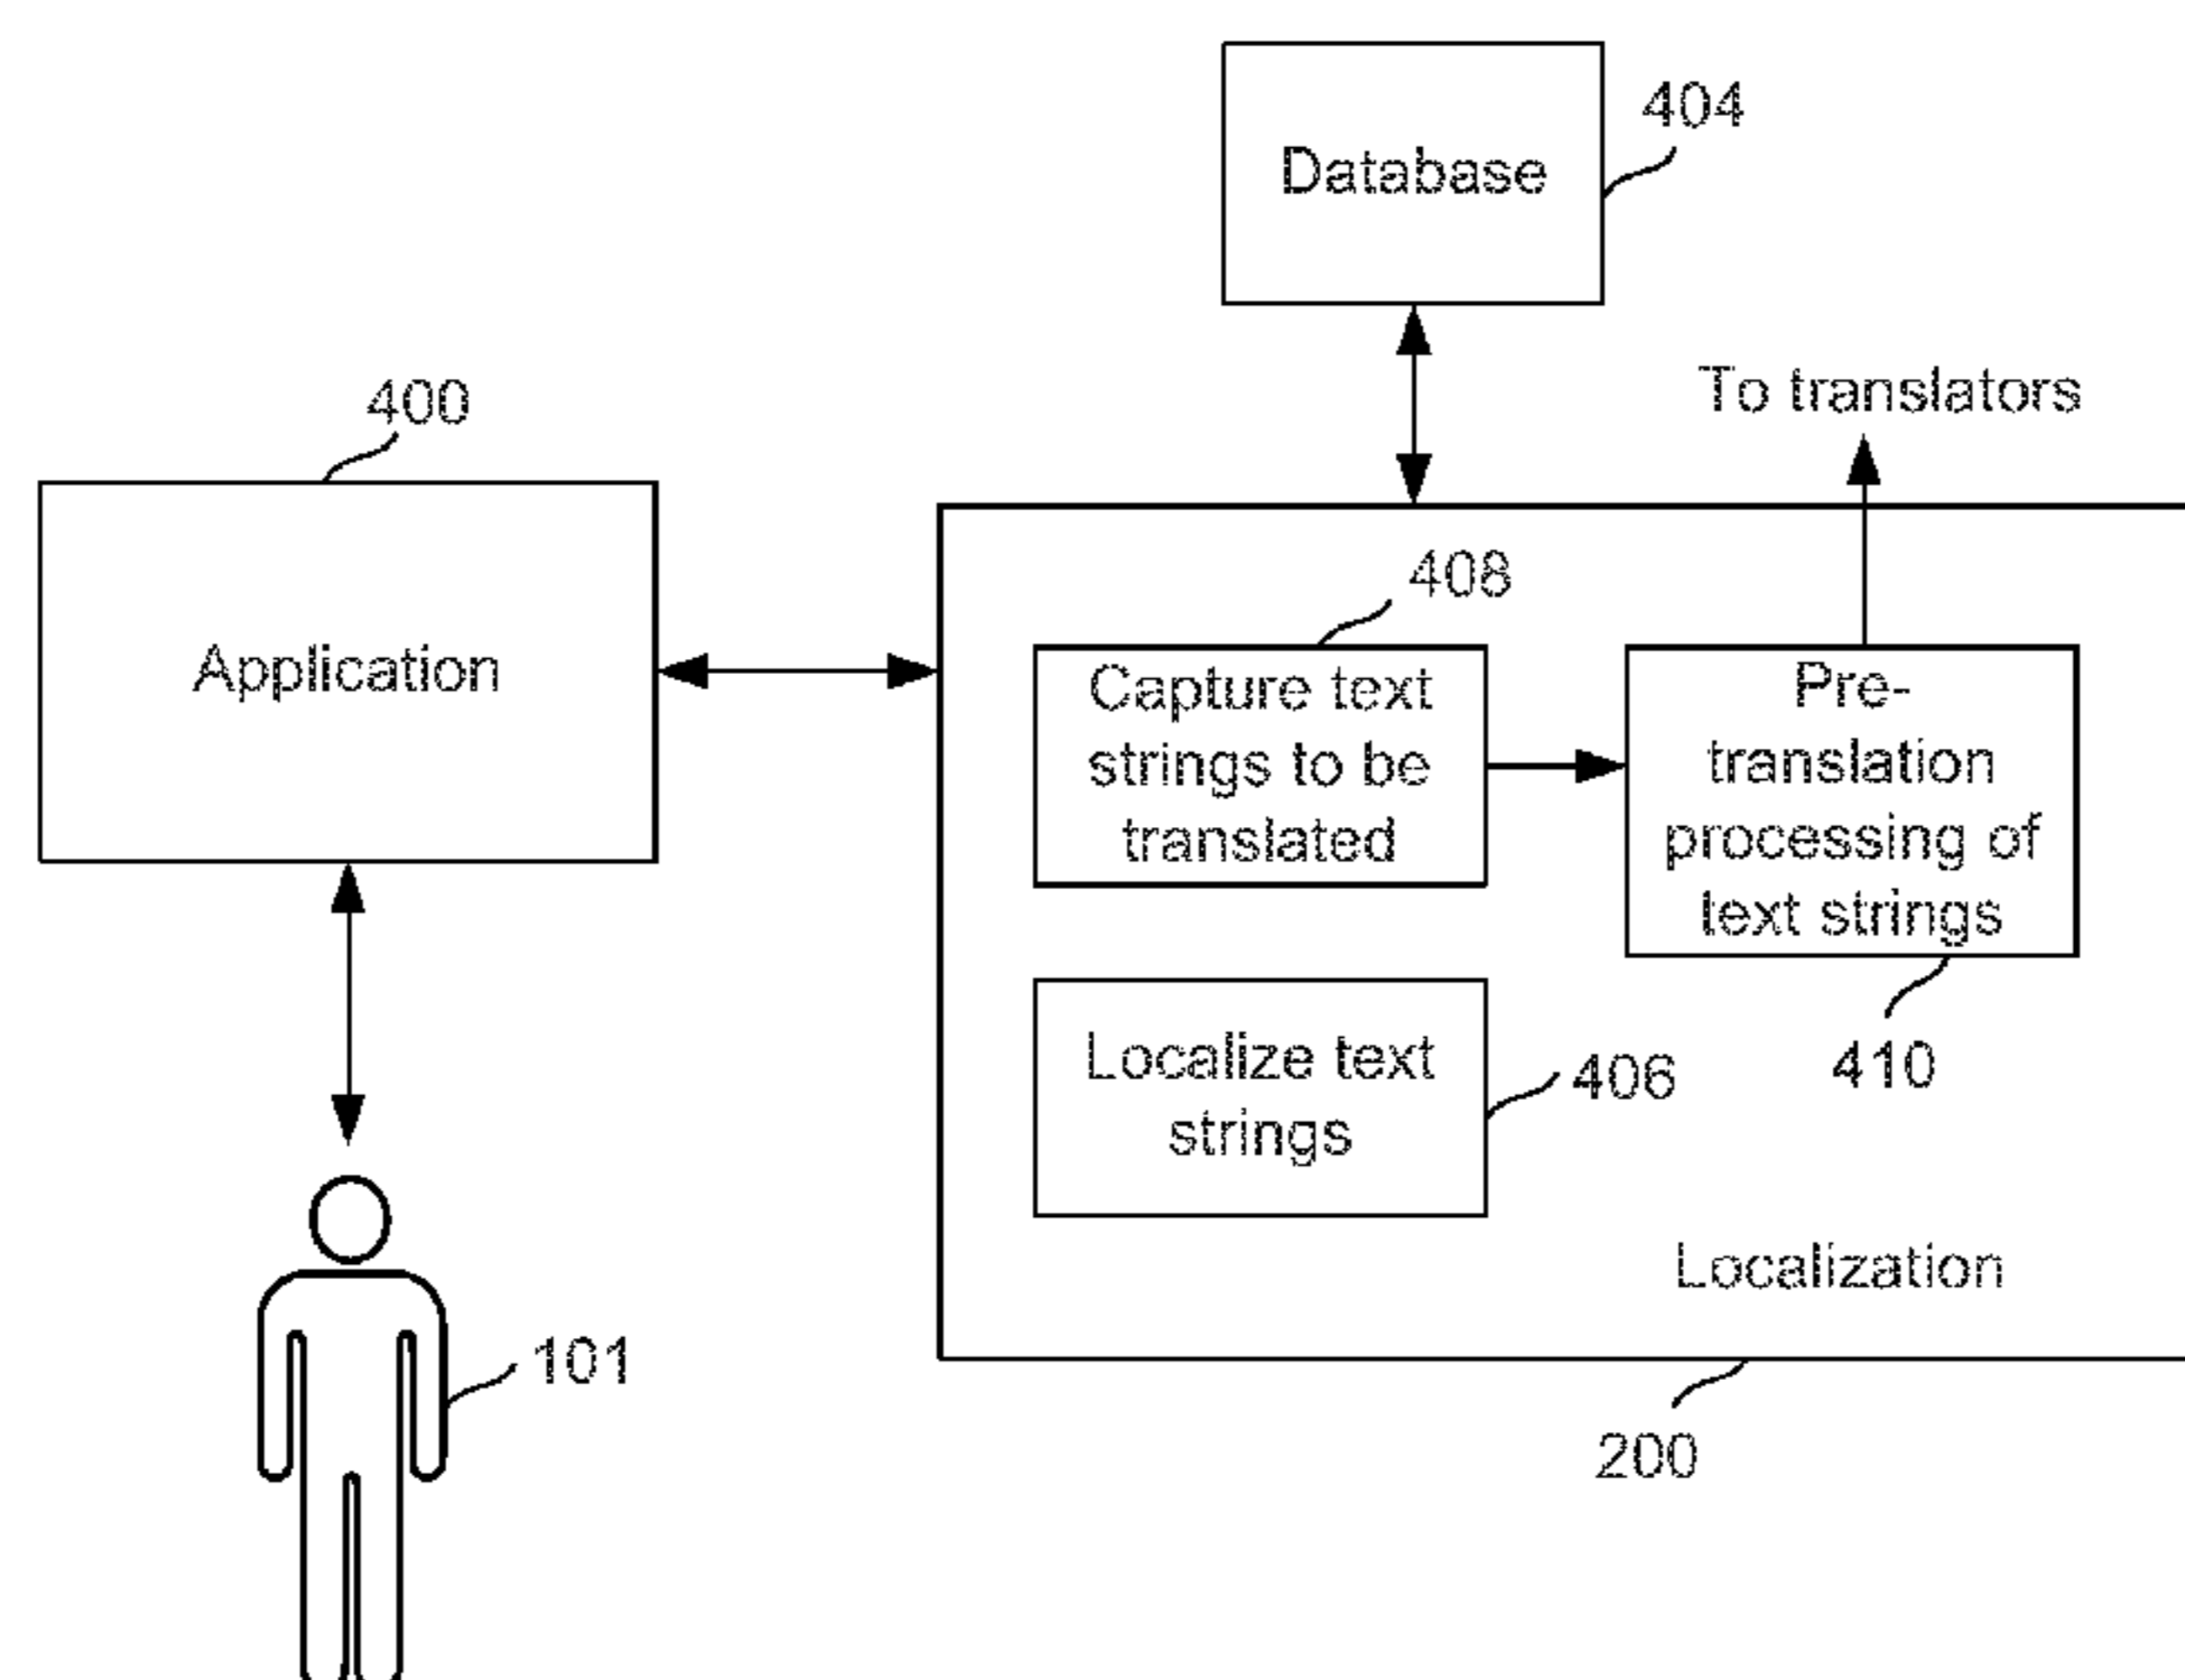 404
Database
To translators
400
408
Application
Capture text
strings to be
translated
Pre-
translation
processing of
text strings
Localize text
strings
406
410
Localization
101
200